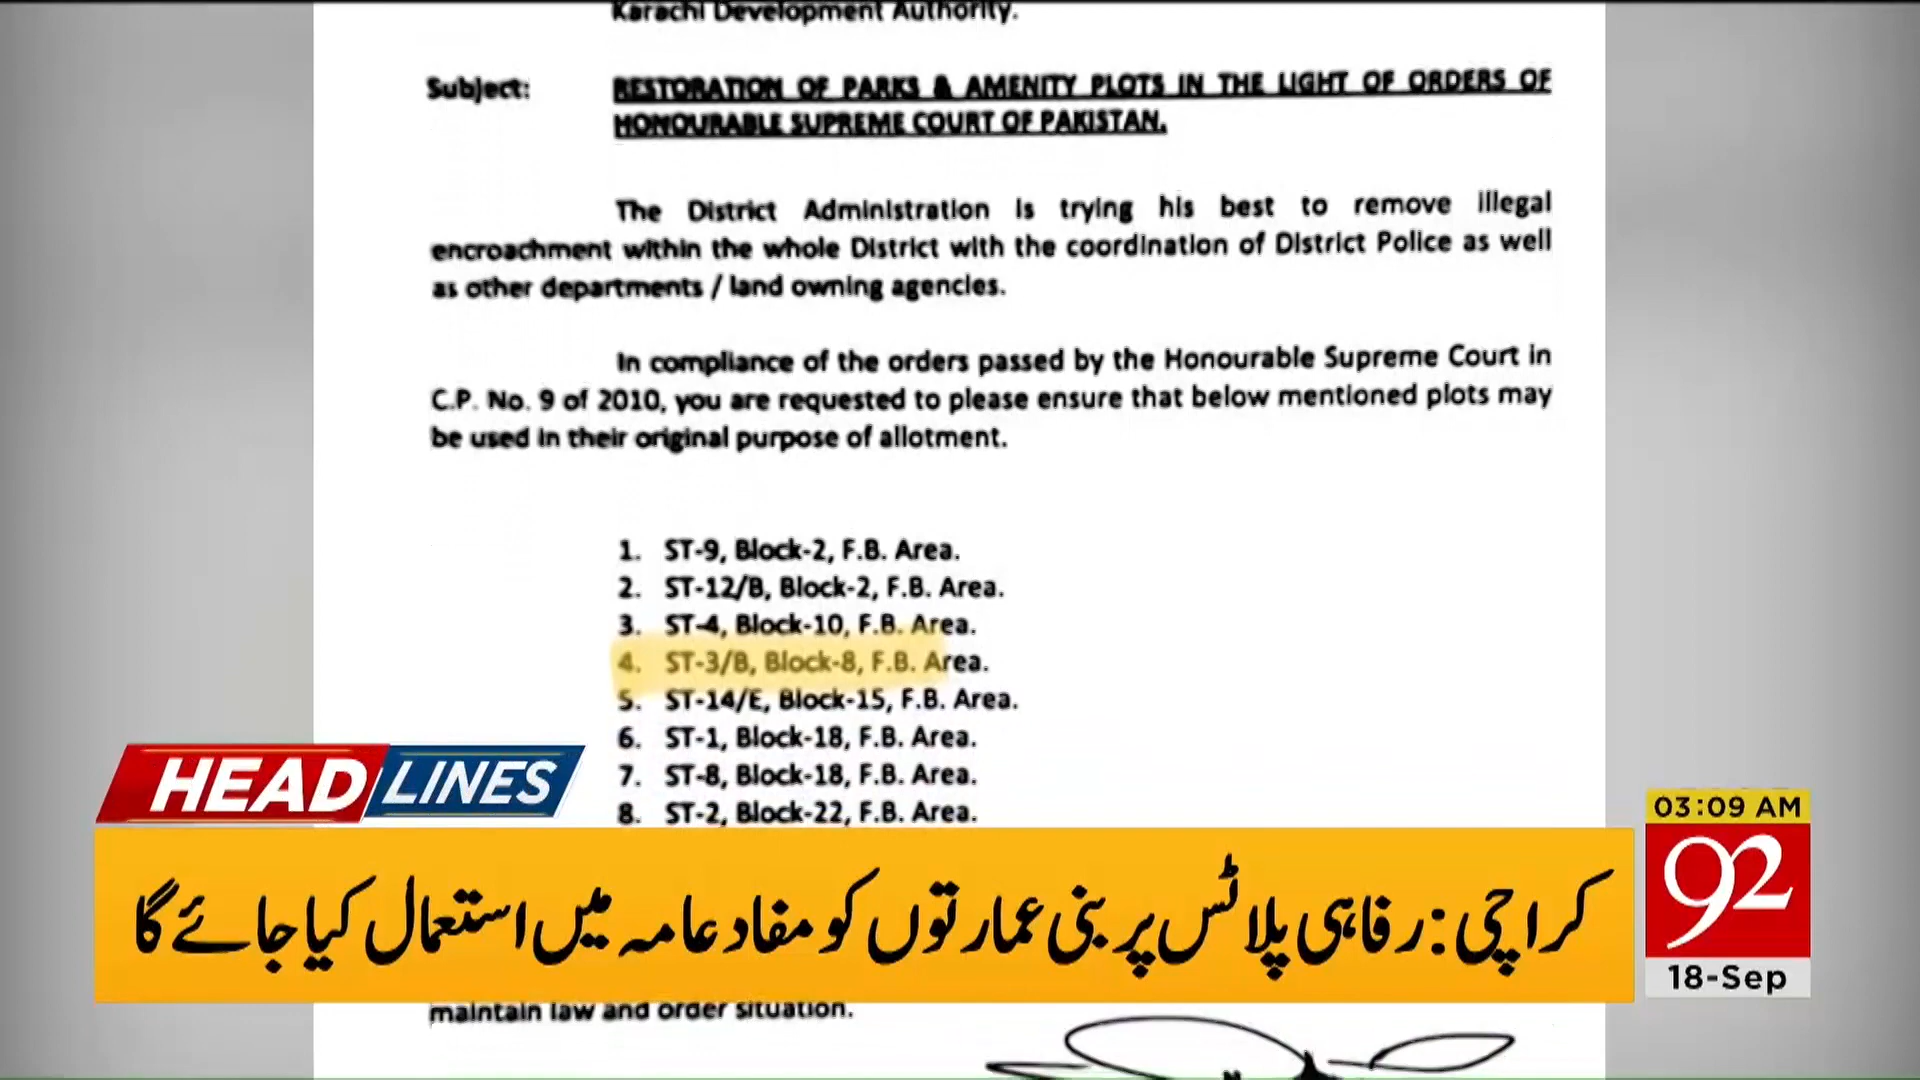 Karachi Development Authority.
Subject: RESTORATION OF PARKS & AMENITY PLOTS IN THE LIGHT OF ORDERS OF
HONOURABLE SUPREME COURT OF PAKISTAN.
The District Administration is trying his best to remove illegal
encroachment within the whole District with the coordination of District Police as well
as other departments / land owning agencies.
In compliance of the orders passed by the Honourable Supreme Court in
C.P. No. 9 of 2010, you are requested to please ensure that below mentioned plots may
be used in their original purpose of allotment.
1. ST-9, Block-2, F.B. Area.
2. ST-12/B, Block-2, F.B. Area.
3. ST-4, Block-10, F.B. Area.
4. ST-3/B, Block-8, F.B. Area.
5. ST-14/E, Block-15, F.B. Area.
6. ST-1, Block-18, F.B. Area.
7. ST-8, Block-18, F.B. Area.
8. ST-2, Block-22, F.B. Area.
HEADLINES
کراچی: رفاہی پلاٹس پر بنی عمارتوں کو مفاد عامہ میں استعمال کیا جائے گا
03:09 AM
92
18-Sep
maintain law and order situation.